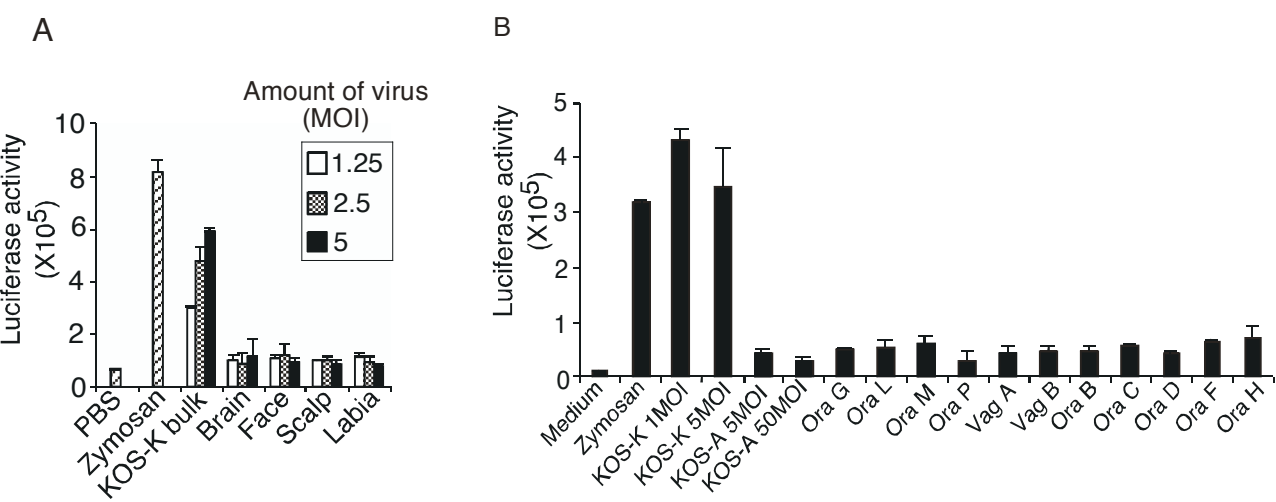 A
Amount of virus
(MOI)
1.25
2.5
5
Luciferase activity
(X10⁵)
10
8
6
4
2
0
PBS
Zymosan
KOS-K bulk
Brain
Face
Scalp
Labia
B
Luciferase activity
(X10⁵)
5
4
3
2
1
0
Medium
Zymosan
KOS-K 1MOI
KOS-K 5MOI
KOS-A 5MOI
KOS-A 50MOI
Ora G
Ora L
Ora M
Ora P
Vag A
Vag B
Ora B
Ora C
Ora D
Ora F
Ora H